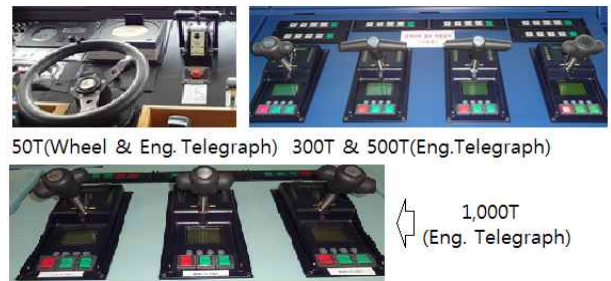 50T(Wheel & Eng. Telegraph)
300T & 500T(Eng.Telegraph)
1,000T
(Eng. Telegraph)